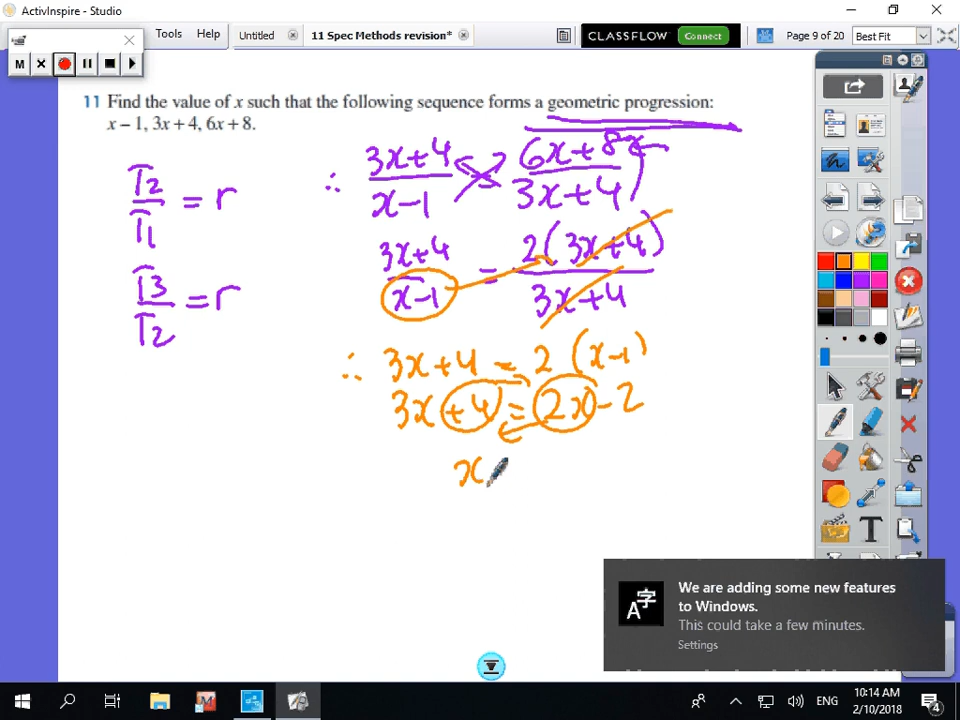 ActivInspire - Studio
Tools Help Untitled 11 Spec Methods revision* CLASSFLOW Connect Page 9 of 20 Best Fit
M
11 Find the value of x such that the following sequence forms a geometric progression:
x – 1, 3x + 4, 6x + 8.
T2/T1 = r
T3/T2 = r
∴ (3x+4)/(x-1) (6x+8)/(3x+4)
(3x+4)/(x-1) = 2(3x+4)/(3x+4)
∴ 3x+4 = 2(x-1)
3x+4 = 2x-2
x
T
We are adding some new features
to Windows.
This could take a few minutes.
Settings
A字
ENG
10:14 AM
2/10/2018
4